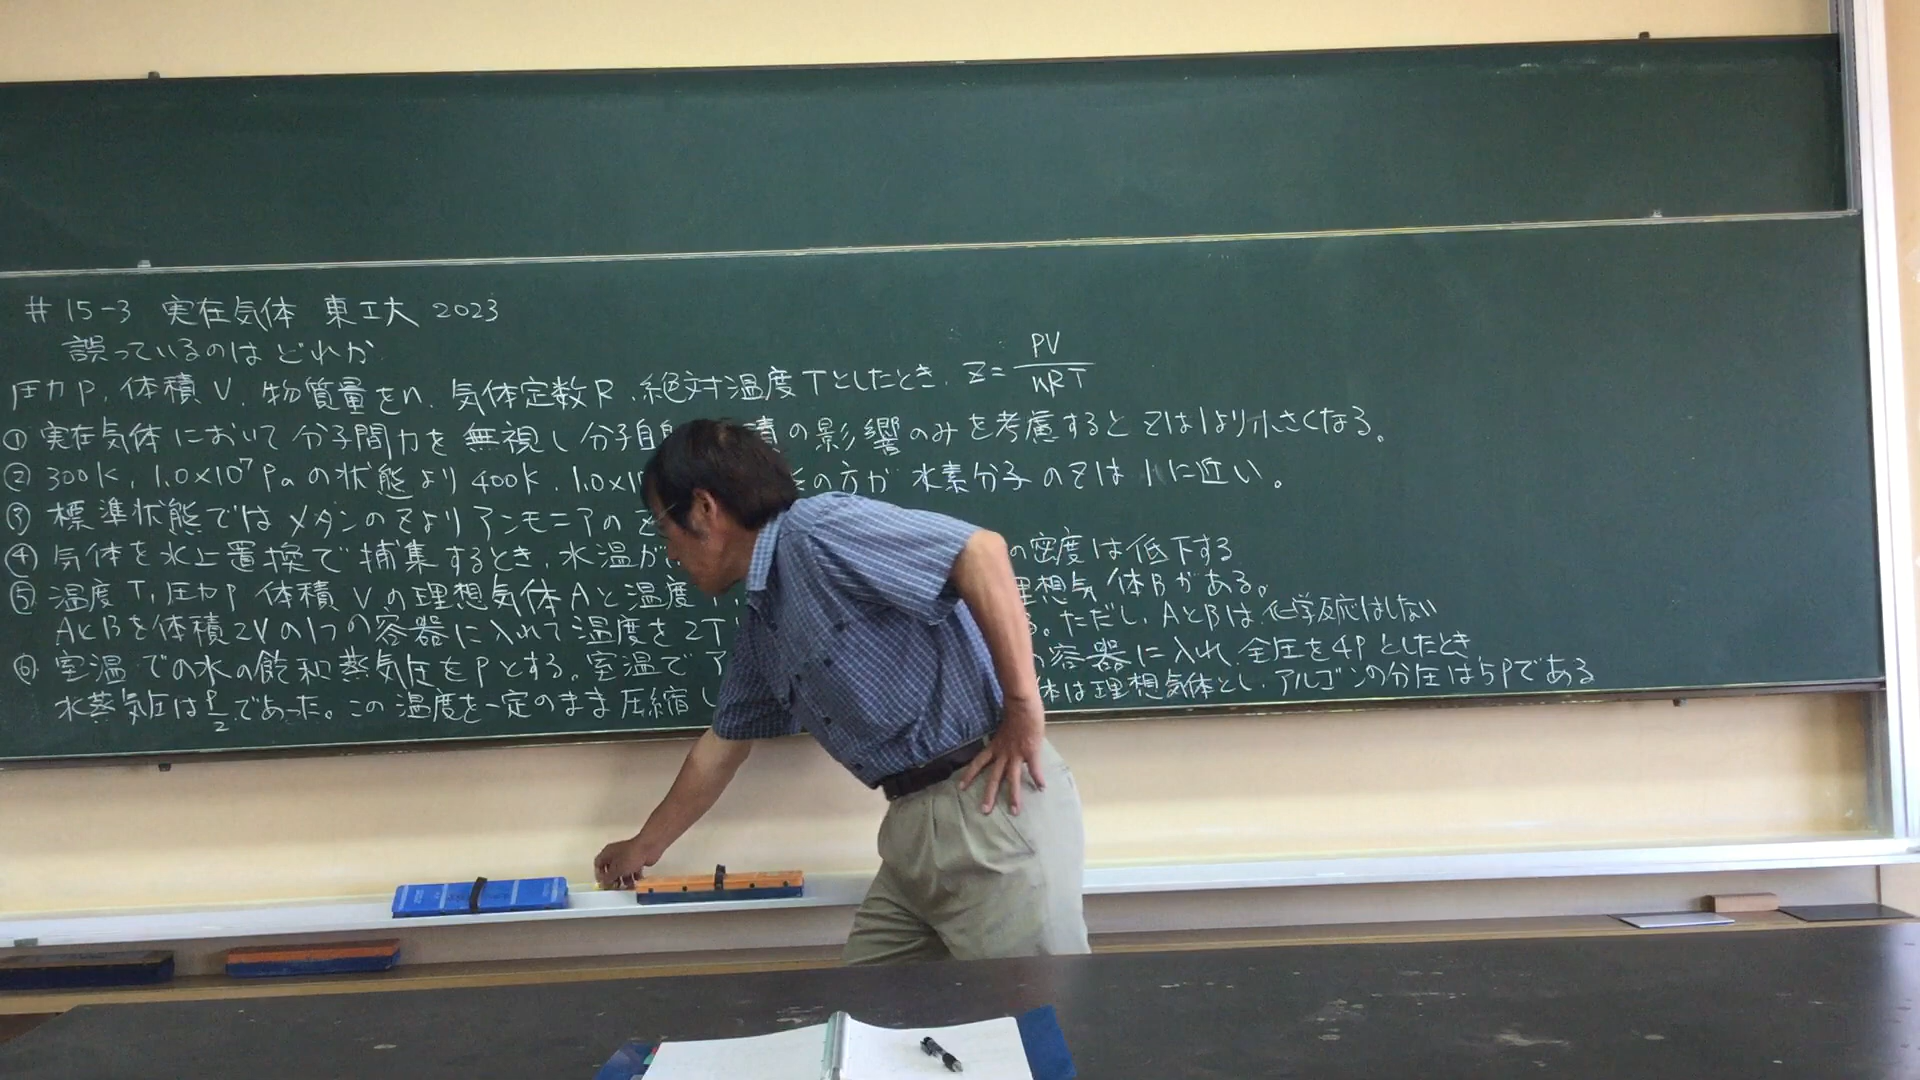 # 15-3 実在気体 東工大 2023
誤っているのはどれか
圧力P、体積V、物質量をn、気体定数R、絶対温度Tとしたとき、Z = PV / nRT
① 実在気体において分子間力を無視し分子自 積の影響のみを考慮するとZは1より小さくなる。
② 300K、1.0×10⁷Paの状態より400K、1.0×10 の方が水素分子のZは1に近い。
③ 標準状態ではメタンのZよりアンモニアの
④ 気体を水上置換で捕集するとき、水温が の密度は低下する
⑤ 温度T、圧力P 体積Vの理想気体Aと温度 理想気体Bがある。
AとBを体積2Vの1つの容器に入れて温度を2T 。ただし、AとBは化学反応はしない
⑥ 室温での水の飽和蒸気圧をPとする。室温でア 容器に入れ全圧を4Pとしたとき
水蒸気圧はP/2であった。この温度を一定のまま圧縮し 体は理想気体とし、アルゴンの分圧は5Pである